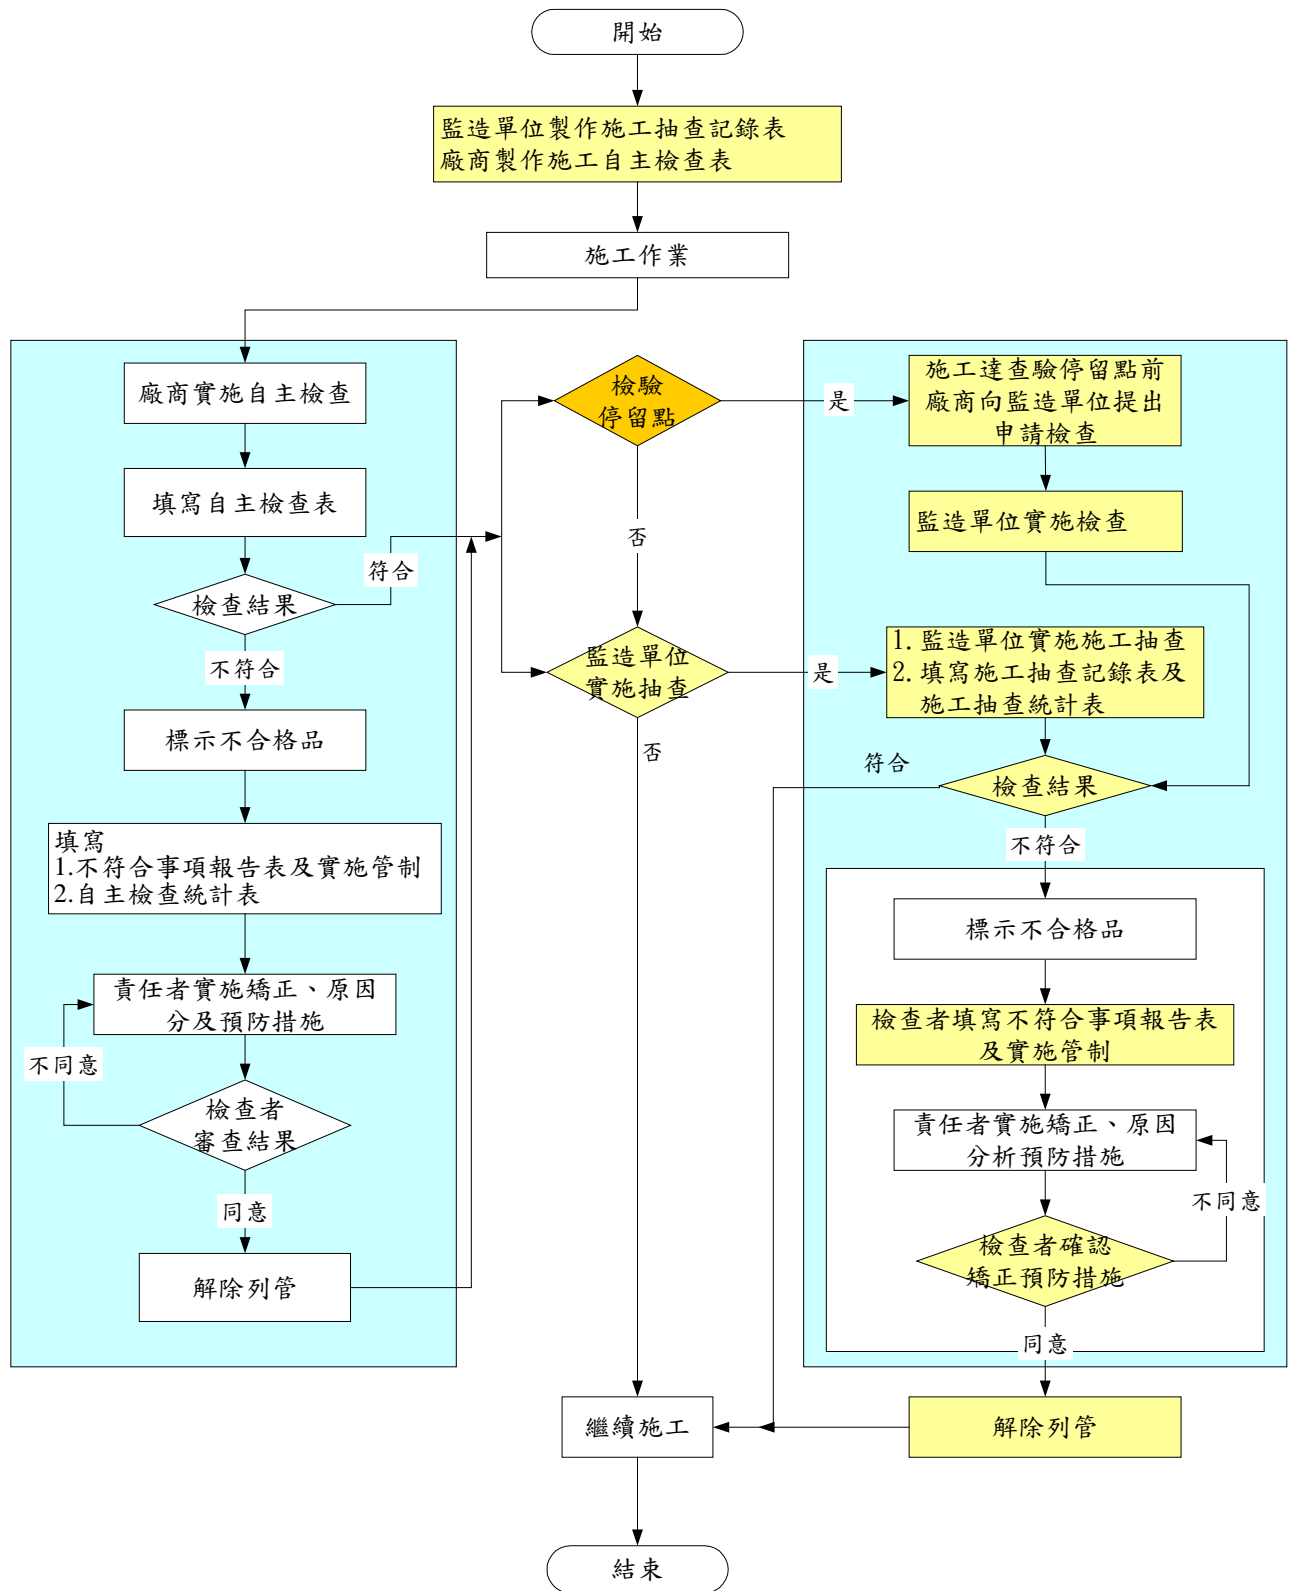 開始
監造單位製作施工抽查記錄表
廠商製作施工自主檢查表
施工作業
廠商實施自主檢查
填寫自主檢查表
符合
檢查結果
不符合
標示不合格品
填寫
1.不符合事項報告表及實施管制
2.自主檢查統計表
責任者實施矯正、原因
分及預防措施
不同意
檢查者
審查結果
同意
解除列管
檢驗
停留點
是
否
監造單位
實施抽查
是
否
施工達查驗停留點前
廠商向監造單位提出
申請檢查
監造單位實施檢查
1. 監造單位實施施工抽查
2. 填寫施工抽查記錄表及
施工抽查統計表
符合
檢查結果
不符合
標示不合格品
檢查者填寫不符合事項報告表
及實施管制
責任者實施矯正、原因
分析預防措施
不同意
檢查者確認
矯正預防措施
同意
解除列管
繼續施工
結束